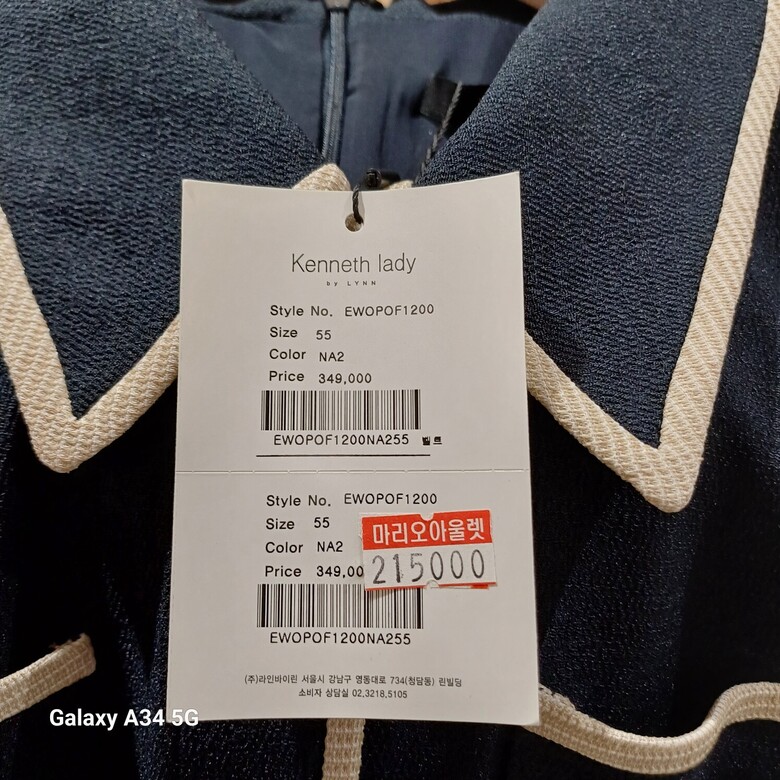 Kenneth lady
by LYNN
Style No. EWOPOF1200
Size 55
Color NA2
Price 349,000
EWOPOF1200NA255 벨트
Style No. EWOPOF1200
Size 55
마리오아울렛
Color NA2
215000
Price 349,00
EWOPOF1200NA255
(주)라인바이린 서울시 강남구 영동대로 734(청담동) 린빌딩
소비자 상담실 02.3218.5105
Galaxy A34 5G